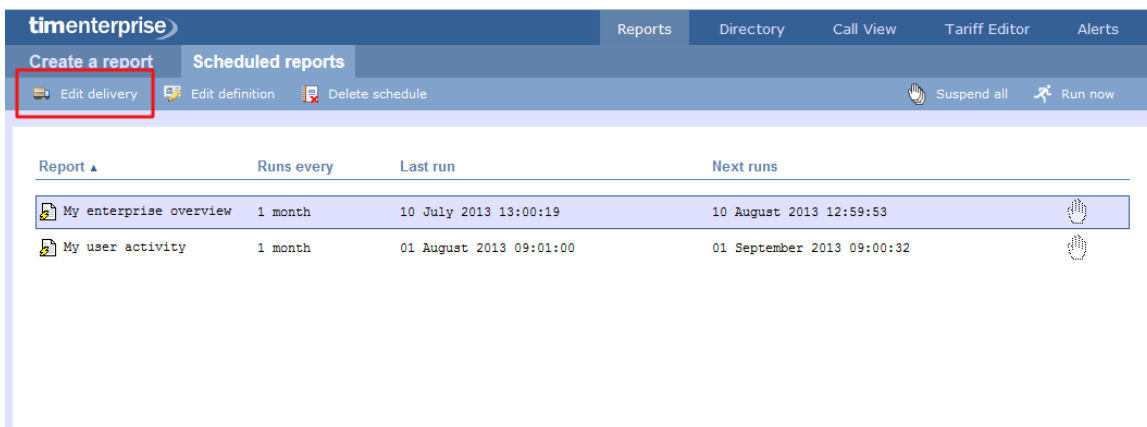 timenterprise
Reports Directory Call View Tariff Editor Alerts
Create a report Scheduled reports
Edit delivery Edit definition Delete schedule Suspend all Run now
Report ▲ Runs every Last run Next runs
My enterprise overview 1 month 10 July 2013 13:00:19 10 August 2013 12:59:53
My user activity 1 month 01 August 2013 09:01:00 01 September 2013 09:00:32